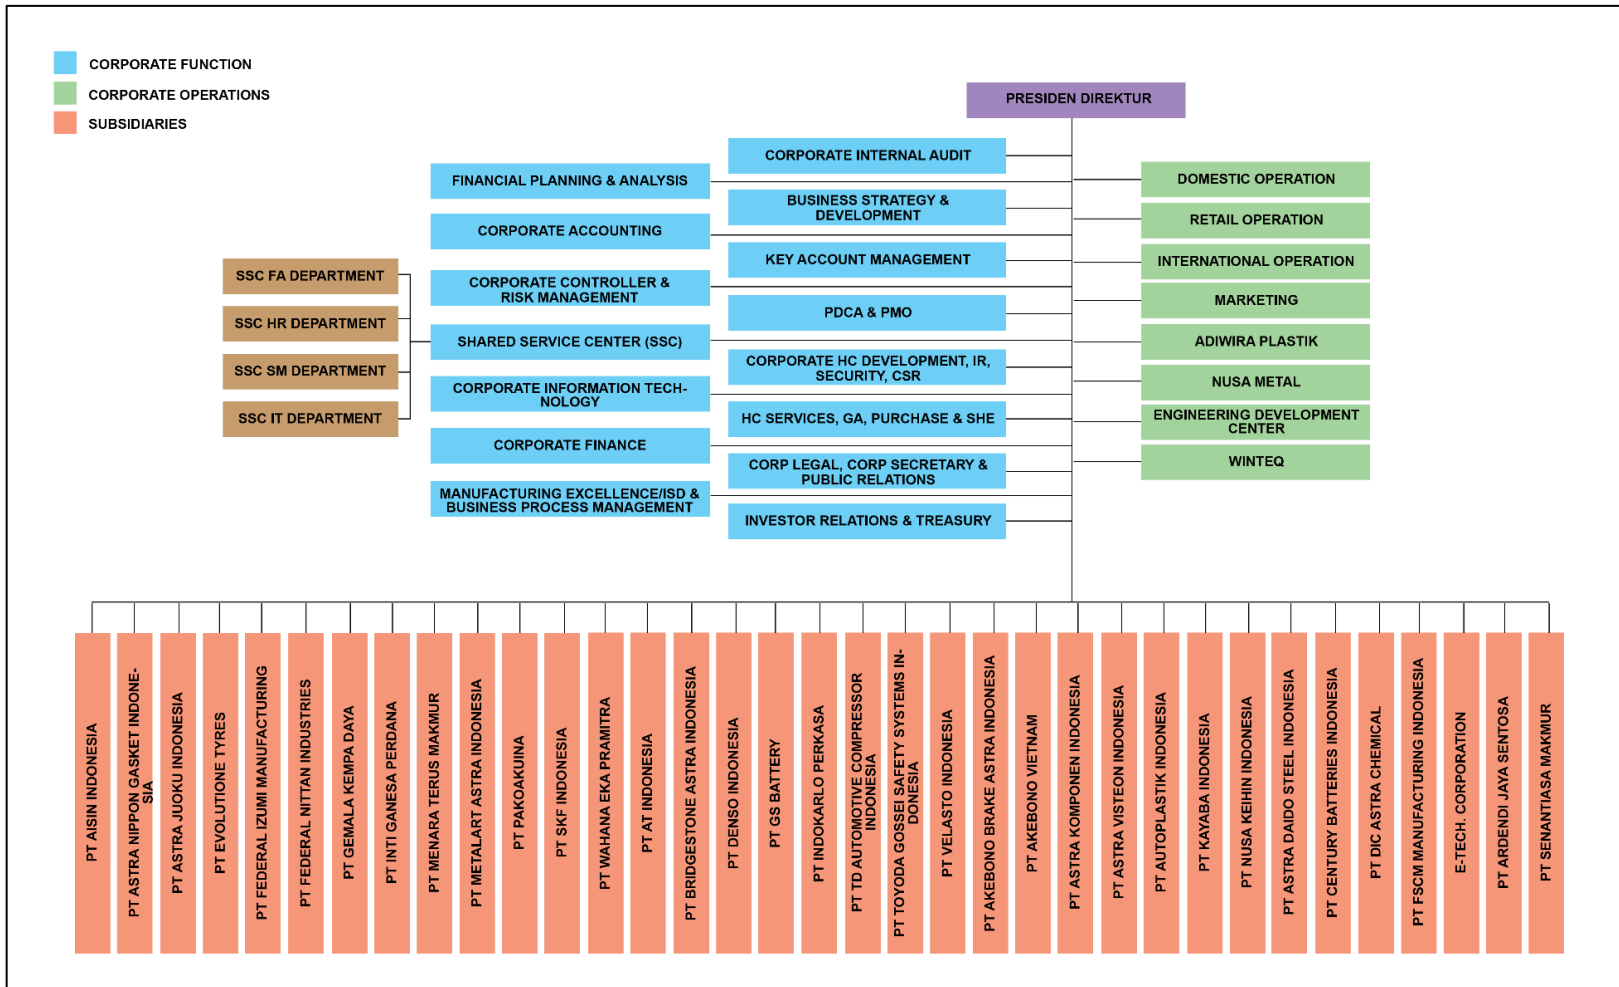 CORPORATE FUNCTION
CORPORATE OPERATIONS
SUBSIDIARIES
PRESIDEN DIREKTUR
CORPORATE INTERNAL AUDIT
BUSINESS STRATEGY &
DEVELOPMENT
KEY ACCOUNT MANAGEMENT
PDCA & PMO
CORPORATE HC DEVELOPMENT, IR,
SECURITY, CSR
HC SERVICES, GA, PURCHASE & SHE
CORP LEGAL, CORP SECRETARY &
PUBLIC RELATIONS
INVESTOR RELATIONS & TREASURY
FINANCIAL PLANNING & ANALYSIS
CORPORATE ACCOUNTING
CORPORATE CONTROLLER &
RISK MANAGEMENT
SHARED SERVICE CENTER (SSC)
CORPORATE INFORMATION TECH-
NOLOGY
CORPORATE FINANCE
MANUFACTURING EXCELLENCE/ISD &
BUSINESS PROCESS MANAGEMENT
SSC FA DEPARTMENT
SSC HR DEPARTMENT
SSC SM DEPARTMENT
SSC IT DEPARTMENT
DOMESTIC OPERATION
RETAIL OPERATION
INTERNATIONAL OPERATION
MARKETING
ADIWIRA PLASTIK
NUSA METAL
ENGINEERING DEVELOPMENT
CENTER
WINTEQ
PT AISIN INDONESIA
PT ASTRA NIPPON GASKET INDONE-
SIA
PT ASTRA JUOKU INDONESIA
PT EVOLUTIONE TYRES
PT FEDERAL IZUMI MANUFACTURING
PT FEDERAL NITTAN INDUSTRIES
PT GEMALA KEMPA DAYA
PT INTI GANESA PERDANA
PT MENARA TERUS MAKMUR
PT METALART ASTRA INDONESIA
PT PAKOAKUINA
PT SKF INDONESIA
PT WAHANA EKA PRAMITRA
PT AT INDONESIA
PT BRIDGESTONE ASTRA INDONESIA
PT DENSO INDONESIA
PT GS BATTERY
PT INDOKARLO PERKASA
PT TD AUTOMOTIVE COMPRESSOR
INDONESIA
PT TOYODA GOSSEI SAFETY SYSTEMS IN-
DONESIA
PT VELASTO INDONESIA
PT AKEBONO BRAKE ASTRA INDONESIA
PT AKEBONO VIETNAM
PT ASTRA KOMPONEN INDONESIA
PT ASTRA VISTEON INDONESIA
PT AUTOPLASTIK INDONESIA
PT KAYABA INDONESIA
PT NUSA KEIHIN INDONESIA
PT ASTRA DAIDO STEEL INDONESIA
PT CENTURY BATTERIES INDONESIA
PT DIC ASTRA CHEMICAL
PT FSCM MANUFACTURING INDONESIA
E-TECH. CORPORATION
PT ARDENDI JAYA SENTOSA
PT SENANTIASA MAKMUR